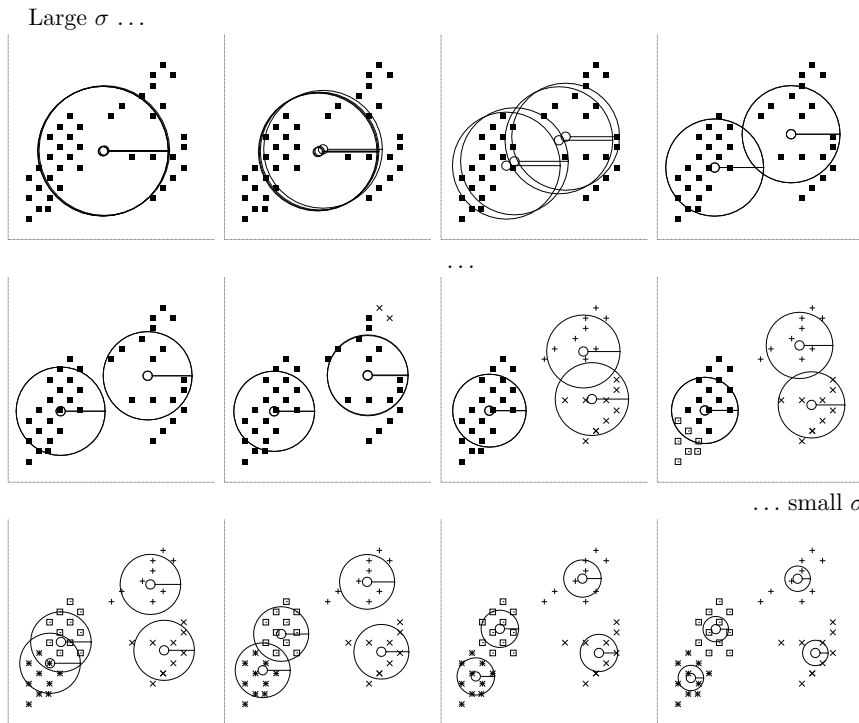 Large σ …
…
… small σ